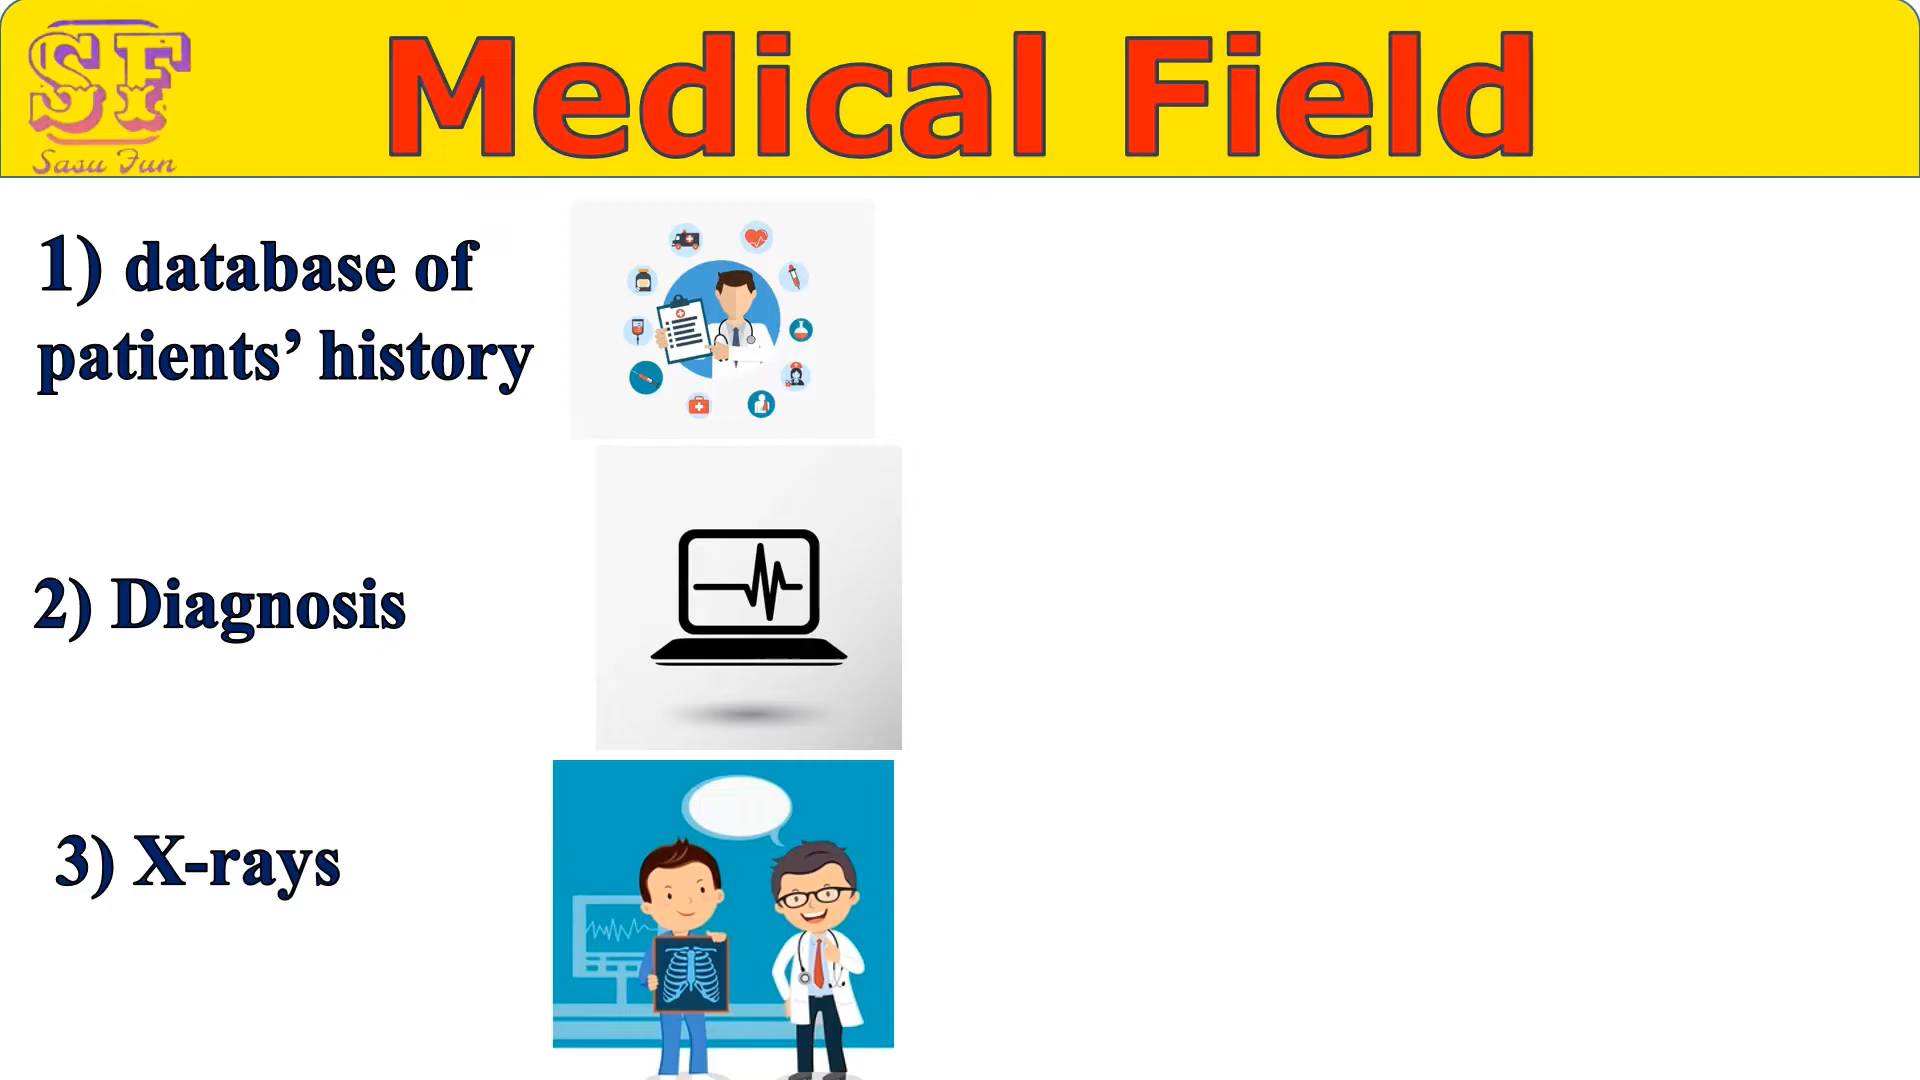 SF
Sasu Fun
Medical Field
1) database of
patients’ history
2) Diagnosis
3) X-rays